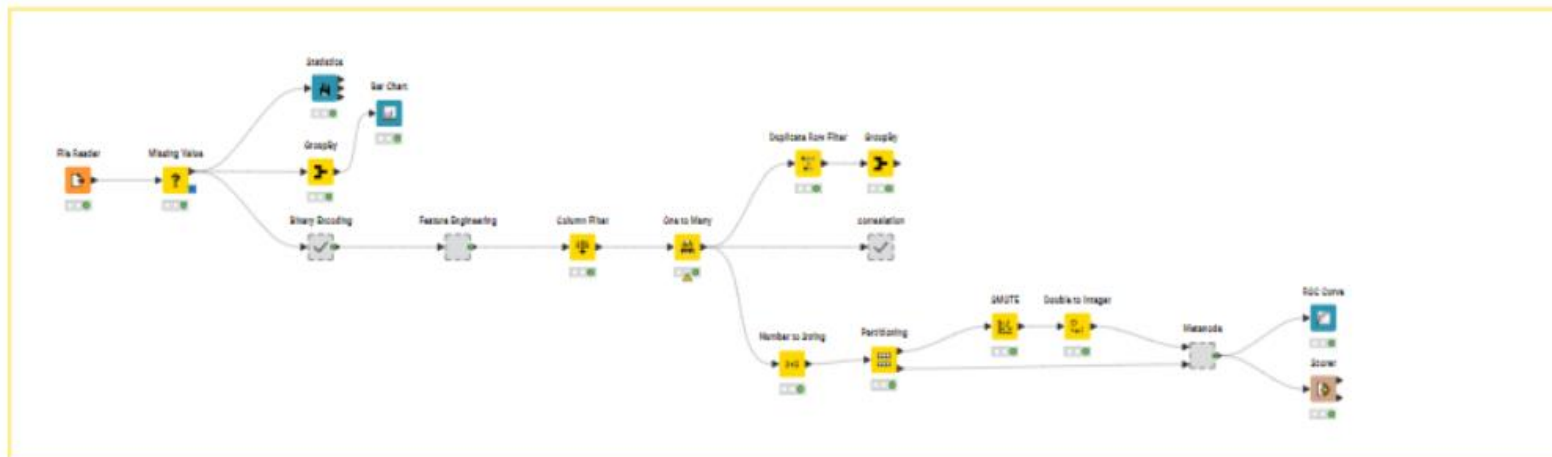 Statistics
Bar Chart
File Reader
Missing Value
GroupBy
Duplicate Row Filter
GroupBy
Binary Encoding
Feature Engineering
Column Filter
One to Many
correlation
SMOTE
Double to Integer
ROC Curve
Number to String
Partitioning
Metanode
Scorer